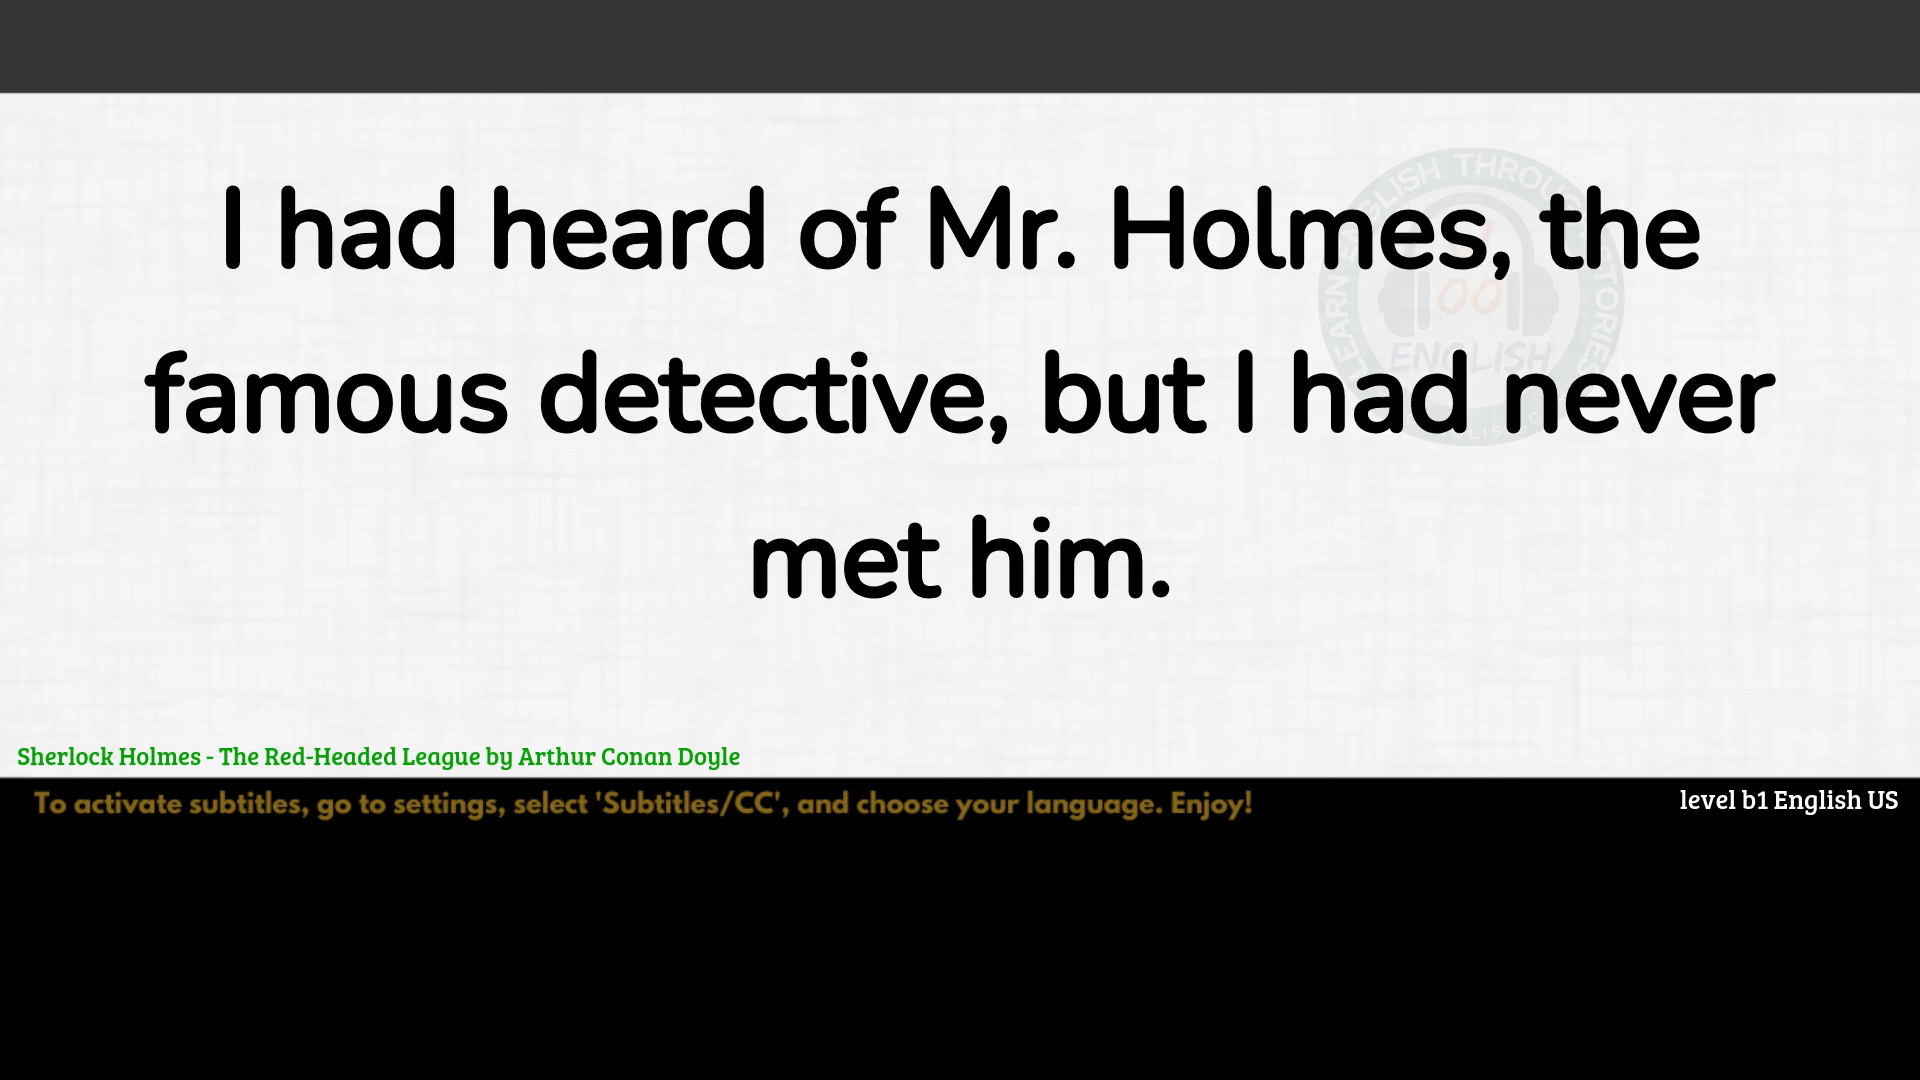 I had heard of Mr. Holmes, the
famous detective, but I had never
met him.
ENGLISH
Sherlock Holmes - The Red-Headed League by Arthur Conan Doyle
To activate subtitles, go to settings, select 'Subtitles/CC', and choose your language. Enjoy!
level b1 English US